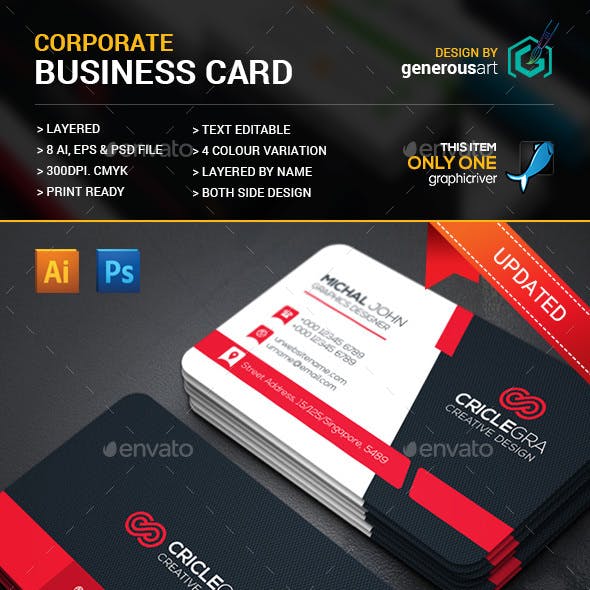 CORPORATE
BUSINESS CARD
DESIGN BY
generousart
> LAYERED
> 8 AI, EPS & PSD FILE
> 300DPI. CMYK
> PRINT READY
> TEXT EDITABLE
> 4 COLOUR VARIATION
> LAYERED BY NAME
> BOTH SIDE DESIGN
THIS ITEM
ONLY ONE
graphicriver
envato
envato
Ai
Ps
UPDATED
MICHAL JOHN
GRAPHICS DESIGNER
+000 12345 6789
+000 12345 6789
urwebsitename.com
urname@email.com
Street Address, 15/125/Singapore, 5489
CRICLEGRA
CREATIVE DESIGN
envato
envato
CRICLEGRA
CREATIVE DESIGN